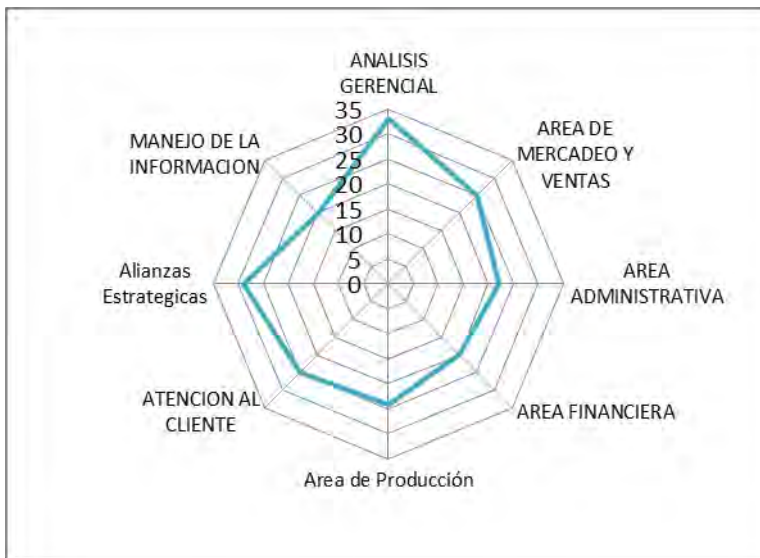 ANALISIS
GERENCIAL
AREA DE
MERCADEO Y
VENTAS
AREA
ADMINISTRATIVA
AREA FINANCIERA
Area de Producción
ATENCION AL
CLIENTE
Alianzas
Estrategicas
MANEJO DE LA
INFORMACION
35
30
25
20
15
10
5
0